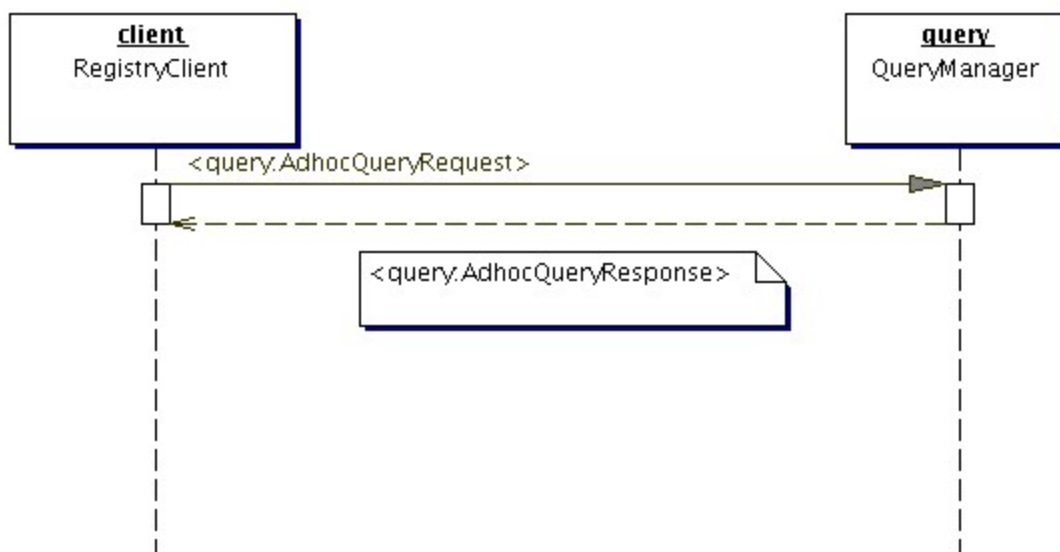 client
RegistryClient
query
QueryManager
<query.AdhocQueryRequest>
<query.AdhocQueryResponse>